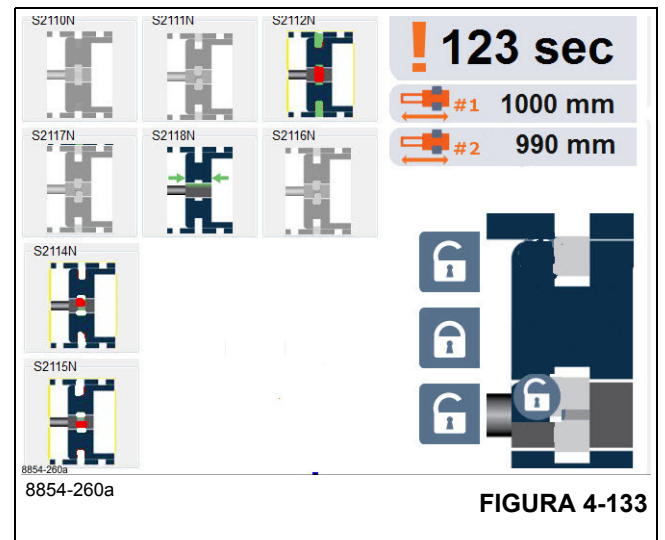 S2110N S2111N S2112N
! 123 sec
#1 1000 mm
#2 990 mm
S2117N S2118N S2116N
S2114N
S2115N
8854-260a
8854-260a
FIGURA 4-133